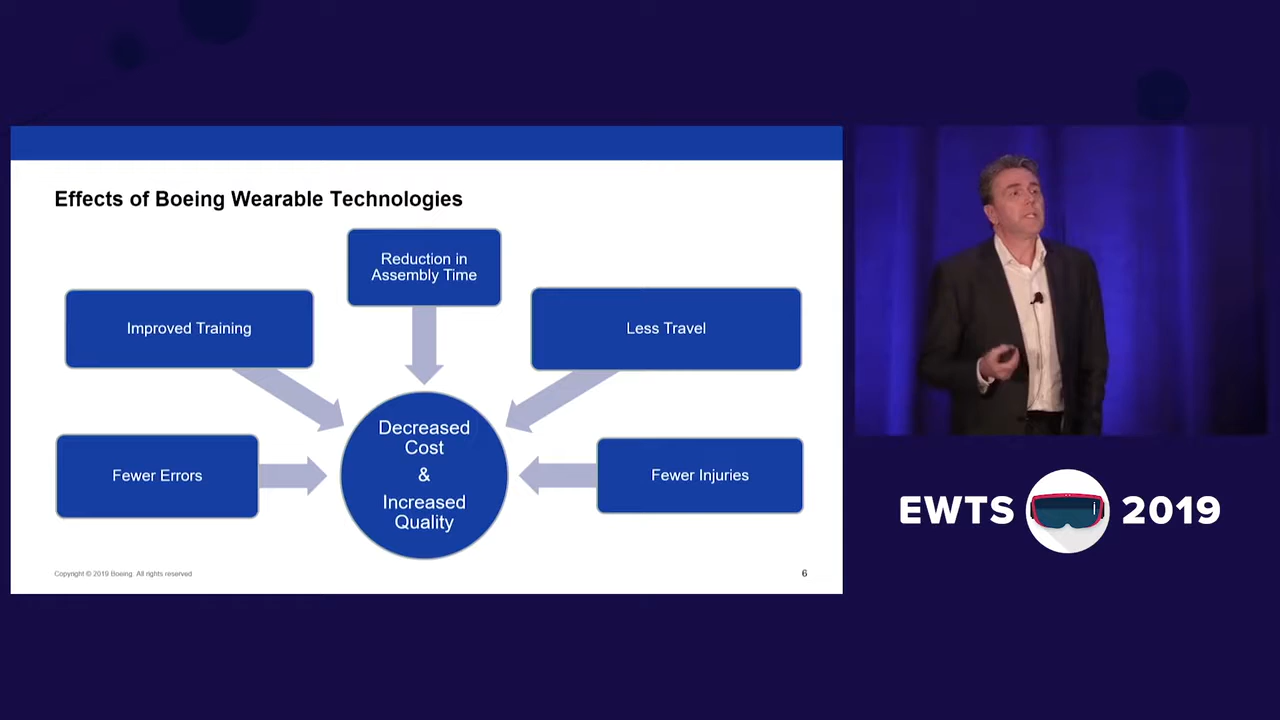 Effects of Boeing Wearable Technologies
Reduction in
Assembly Time
Improved Training
Less Travel
Decreased
Cost
&
Increased
Quality
Fewer Errors
Fewer Injuries
Copyright © 2019 Boeing. All rights reserved
6
EWTS 2019